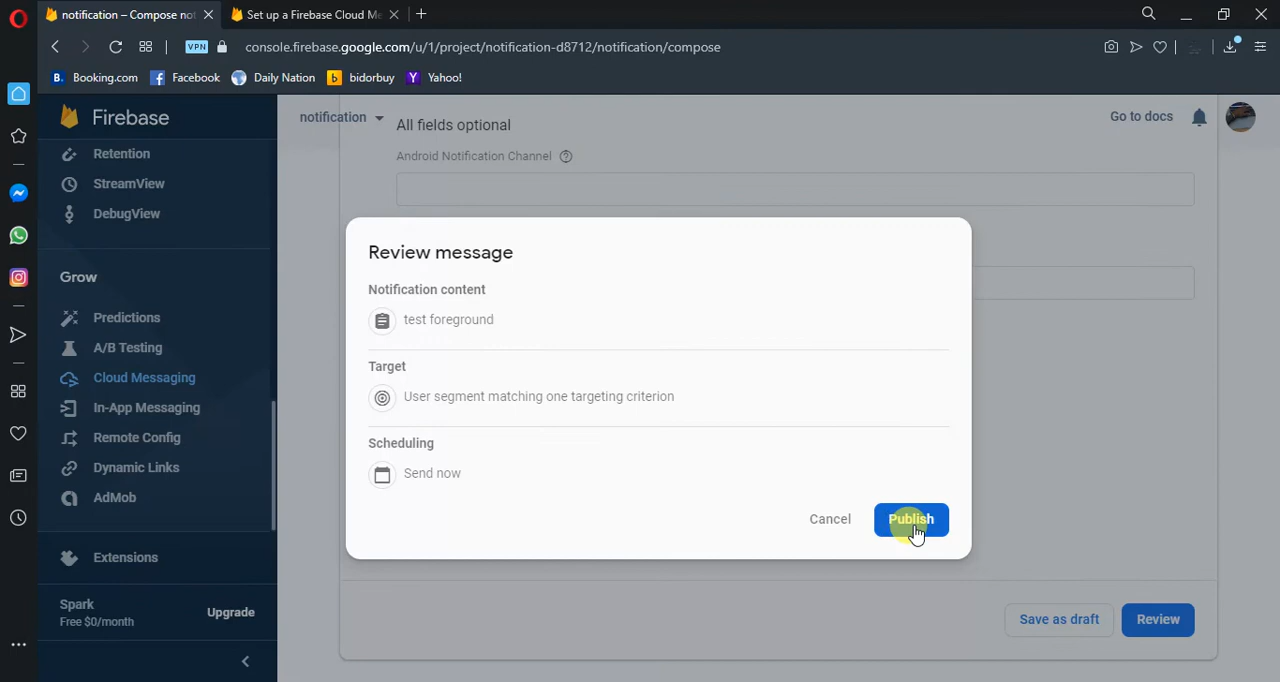 notification – Compose no
Set up a Firebase Cloud Me
VPN
console.firebase.google.com/u/1/project/notification-d8712/notification/compose
B. Booking.com
Facebook
Daily Nation
b bidorbuy
Y Yahoo!
Firebase
notification
All fields optional
Go to docs
Retention
Android Notification Channel
StreamView
DebugView
Review message
Grow
Notification content
Predictions
test foreground
A/B Testing
Target
Cloud Messaging
User segment matching one targeting criterion
In-App Messaging
Remote Config
Scheduling
Dynamic Links
Send now
AdMob
Cancel
Publish
Extensions
Spark
Free $0/month
Upgrade
Save as draft
Review